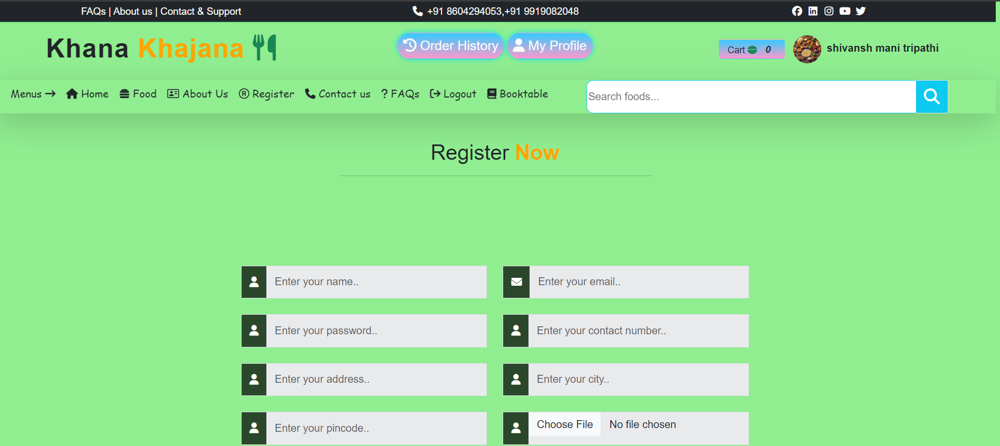 FAQs | About us | Contact & Support
+91 8604294053,+91 9919082048
Khana Khajana
Order History
My Profile
Cart 0
shivansh mani tripathi
Menus → Home Food About Us Register Contact us ? FAQs Logout Booktable
Search foods...
Register Now
Enter your name..
Enter your email..
Enter your password..
Enter your contact number..
Enter your address..
Enter your city..
Enter your pincode..
Choose File No file chosen